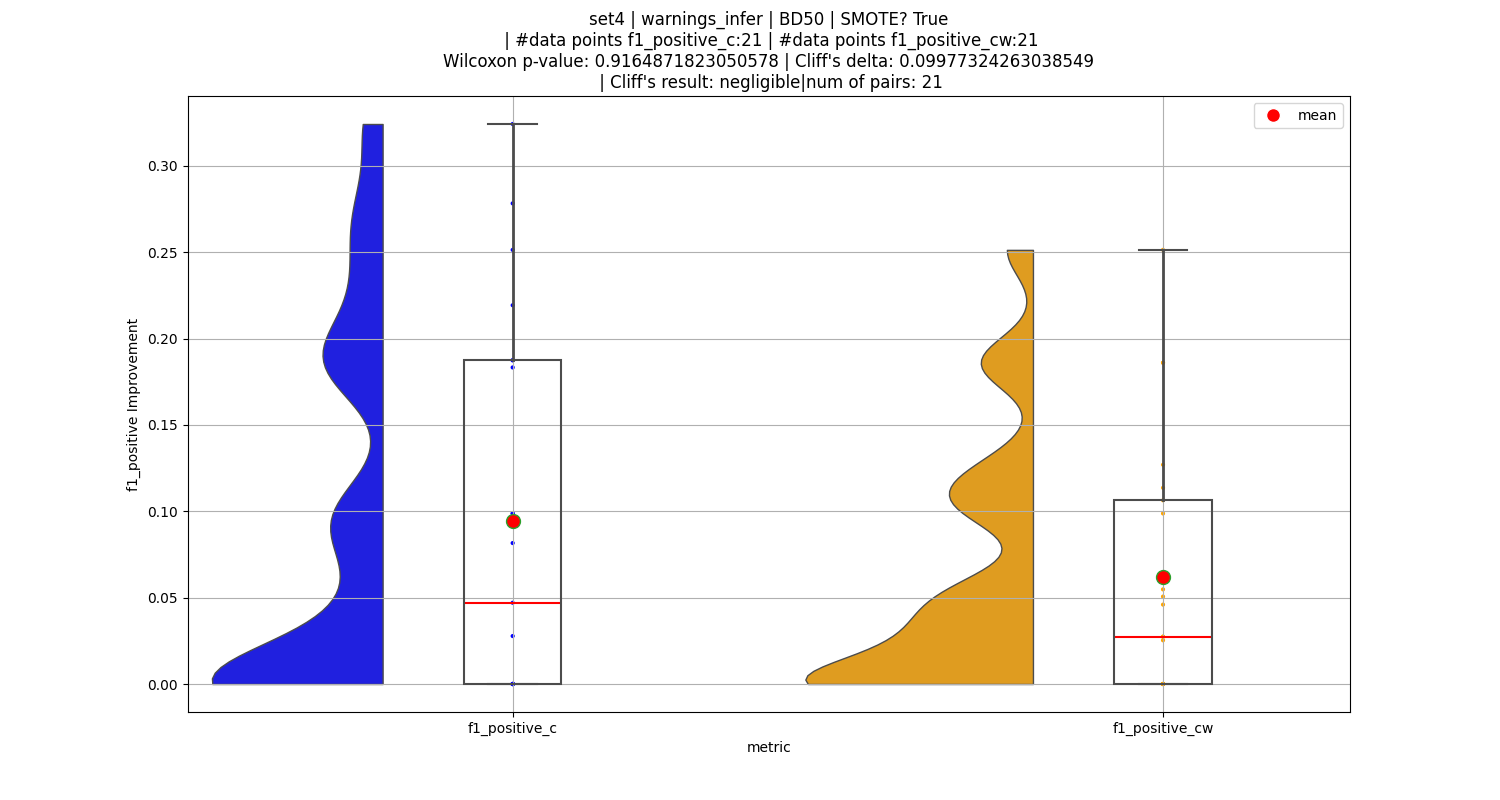 set4 | warnings_infer | BD50 | SMOTE? True
| #data points f1_positive_c:21 | #data points f1_positive_cw:21
Wilcoxon p-value: 0.9164871823050578 | Cliff's delta: 0.09977324263038549
| Cliff's result: negligible|num of pairs: 21
mean
0.30
0.25
0.20
0.15
0.10
0.05
0.00
f1_positive Improvement
f1_positive_c
f1_positive_cw
metric